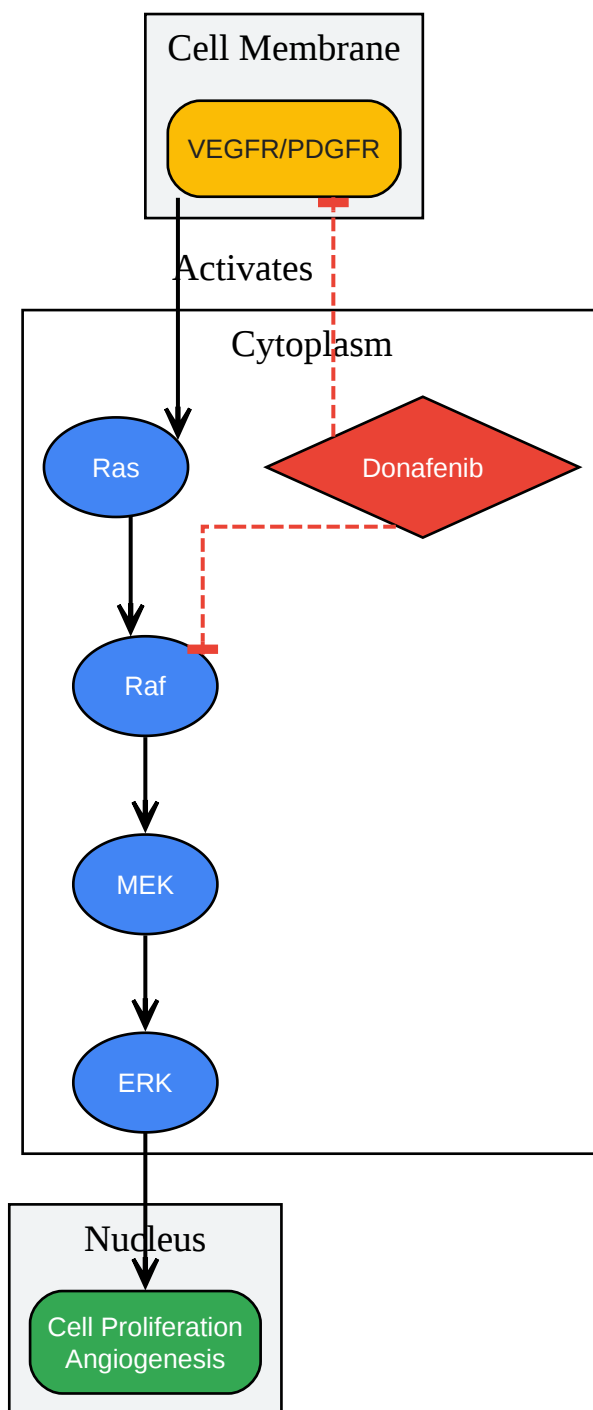 Cell Membrane
VEGFR/PDGFR
Activates
Cytoplasm
Ras
Donafenib
Raf
MEK
ERK
Nucleus
Cell Proliferation
Angiogenesis